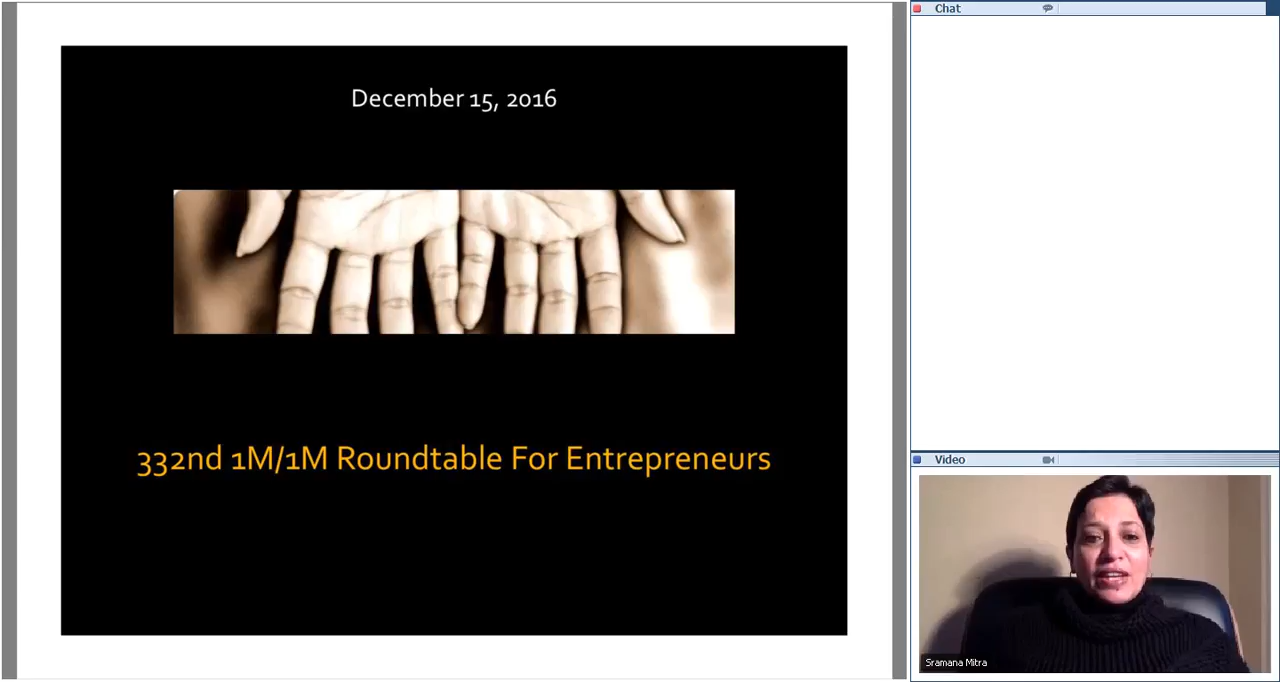 December 15, 2016
332nd 1M/1M Roundtable For Entrepreneurs
Chat
Video
Sramana Mitra